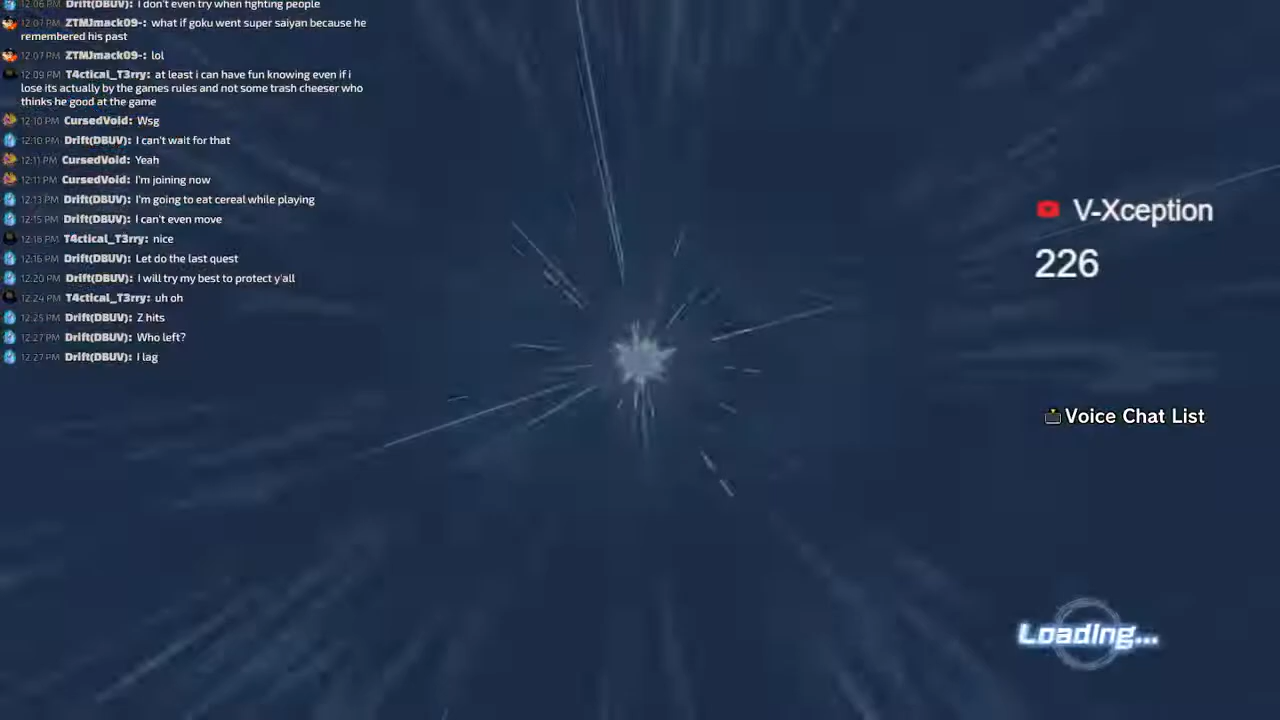 12:06 PM Drift(DBUV): I don't even try when fighting people
12:07 PM ZTMJmack09-: what if goku went super saiyan because he
remembered his past
12:07 PM ZTMJmack09-: lol
12:09 PM T4ctical_T3rry: at least i can have fun knowing even if i
lose its actually by the games rules and not some trash cheeser who
thinks he good at the game
12:10 PM CursedVoid: Wsg
12:10 PM Drift(DBUV): I can't wait for that
12:11 PM CursedVoid: Yeah
12:11 PM CursedVoid: I'm joining now
12:13 PM Drift(DBUV): I'm going to eat cereal while playing
12:15 PM Drift(DBUV): I can't even move
12:16 PM T4ctical_T3rry: nice
12:16 PM Drift(DBUV): Let do the last quest
12:20 PM Drift(DBUV): I will try my best to protect y'all
12:24 PM T4ctical_T3rry: uh oh
12:25 PM Drift(DBUV): Z hits
12:27 PM Drift(DBUV): Who left?
12:27 PM Drift(DBUV): I lag
V-Xception
226
Voice Chat List
Loading...